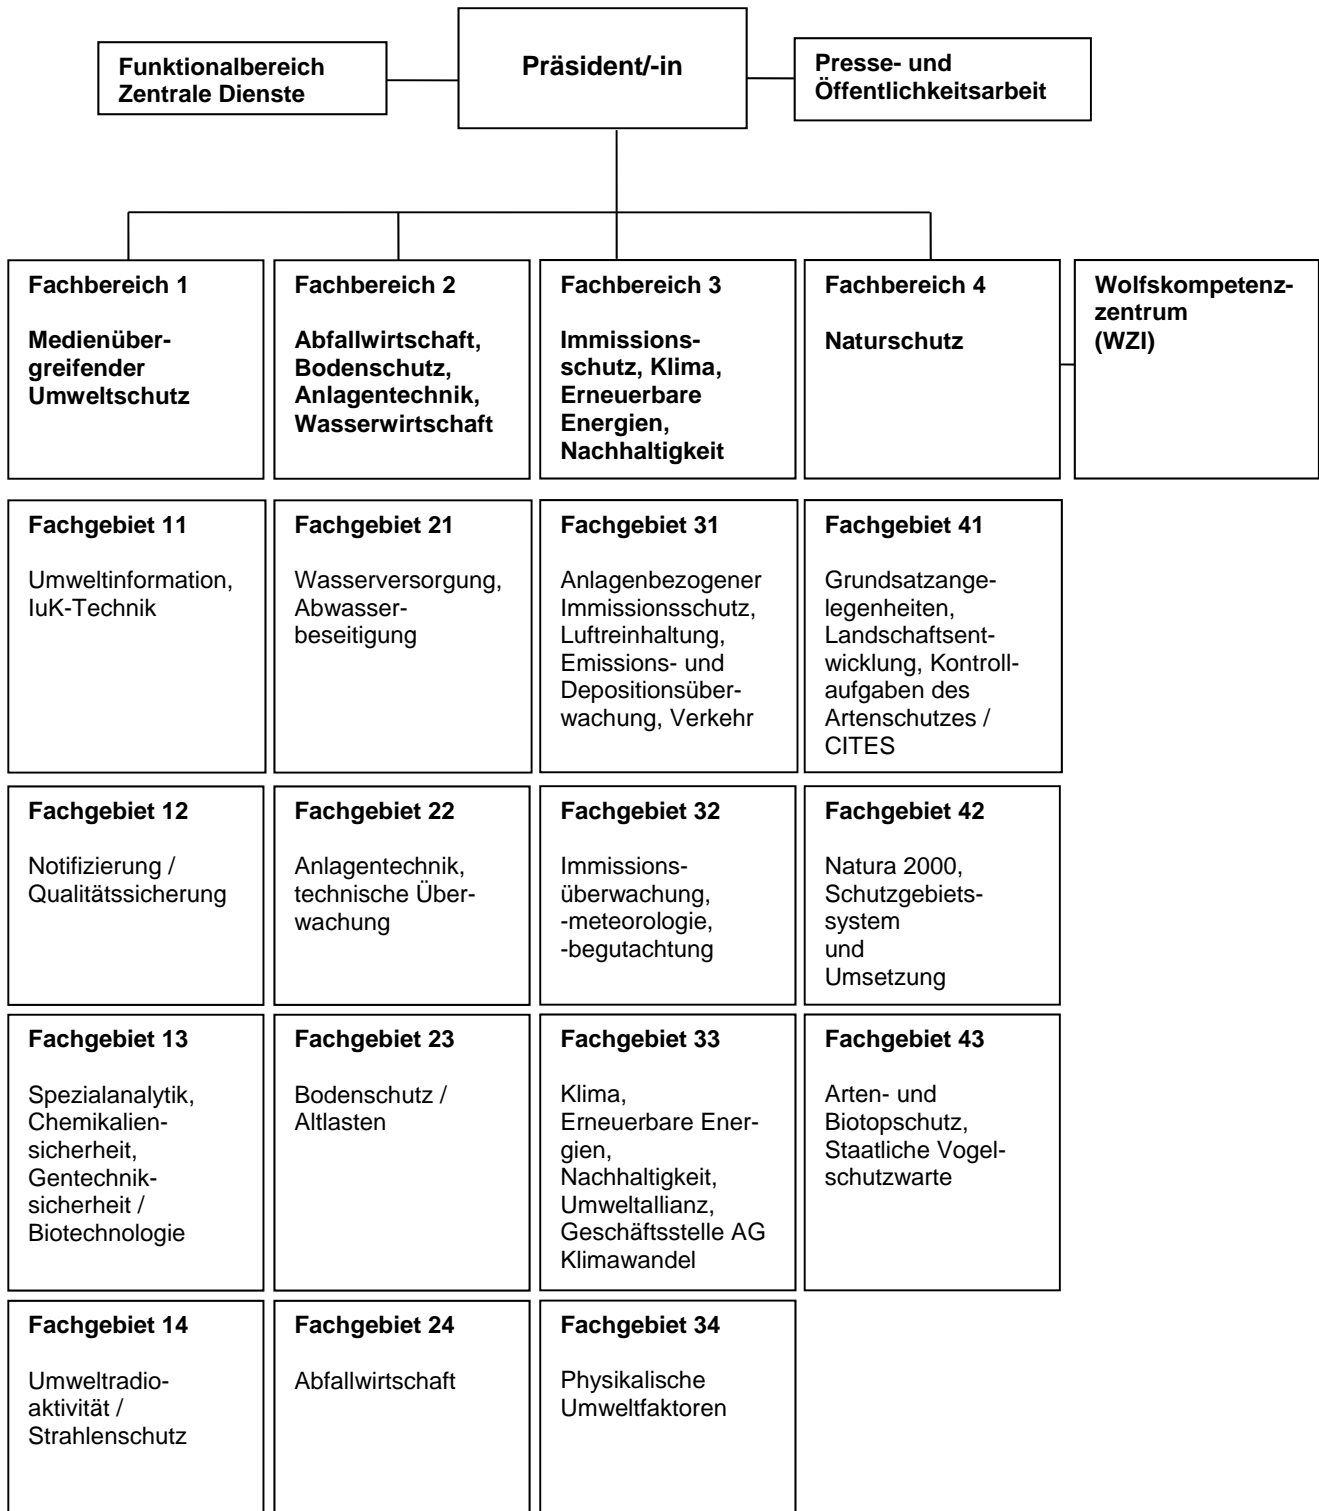 Funktionalbereich
Zentrale Dienste
Präsident/-in
Presse- und
Öffentlichkeitsarbeit
Fachbereich 1
Medienüber-
greifender
Umweltschutz
Fachbereich 2
Abfallwirtschaft,
Bodenschutz,
Anlagentechnik,
Wasserwirtschaft
Fachbereich 3
Immissions-
schutz, Klima,
Erneuerbare
Energien,
Nachhaltigkeit
Fachbereich 4
Naturschutz
Wolfskompetenz-
zentrum
(WZI)
Fachgebiet 11
Umweltinformation,
IuK-Technik
Fachgebiet 21
Wasserversorgung,
Abwasser-
beseitigung
Fachgebiet 31
Anlagenbezogener
Immissionsschutz,
Luftreinhaltung,
Emissions- und
Depositionsüber-
wachung, Verkehr
Fachgebiet 41
Grundsatzange-
legenheiten,
Landschaftsent-
wicklung, Kontroll-
aufgaben des
Artenschutzes /
CITES
Fachgebiet 12
Notifizierung /
Qualitätssicherung
Fachgebiet 22
Anlagentechnik,
technische Über-
wachung
Fachgebiet 32
Immissions-
überwachung,
-meteorologie,
-begutachtung
Fachgebiet 42
Natura 2000,
Schutzgebiets-
system
und
Umsetzung
Fachgebiet 13
Spezialanalytik,
Chemikalien-
sicherheit,
Gentechnik-
sicherheit /
Biotechnologie
Fachgebiet 23
Bodenschutz /
Altlasten
Fachgebiet 33
Klima,
Erneuerbare Ener-
gien,
Nachhaltigkeit,
Umweltallianz,
Geschäftsstelle AG
Klimawandel
Fachgebiet 43
Arten- und
Biotopschutz,
Staatliche Vogel-
schutzwarte
Fachgebiet 14
Umweltradio-
aktivität /
Strahlenschutz
Fachgebiet 24
Abfallwirtschaft
Fachgebiet 34
Physikalische
Umweltfaktoren